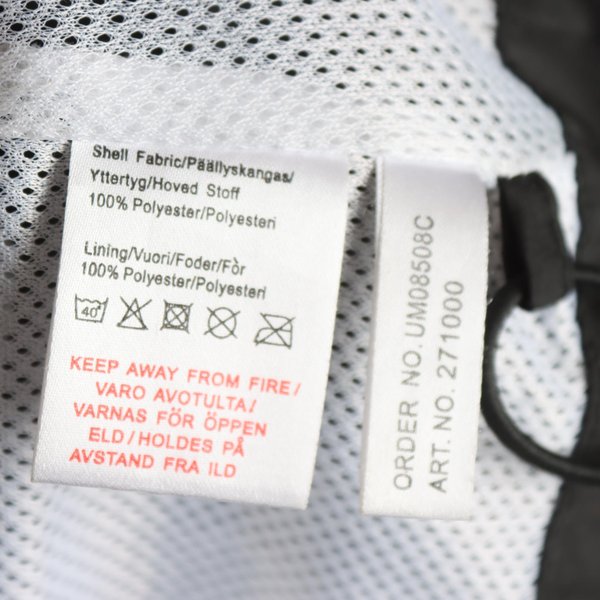 Shell Fabric/Päällyskangas/
Yttertyg/Hoved Stoff
100% Polyester/Polyesteri
Lining/Vuori/Foder/Fòr
100% Polyester/Polyesteri
40°
KEEP AWAY FROM FIRE/
VARO AVOTULTA/
VARNAS FÖR ÖPPEN
ELD/HOLDES PÅ
AVSTAND FRA ILD
ORDER NO. UM08508C
ART. NO. 271000